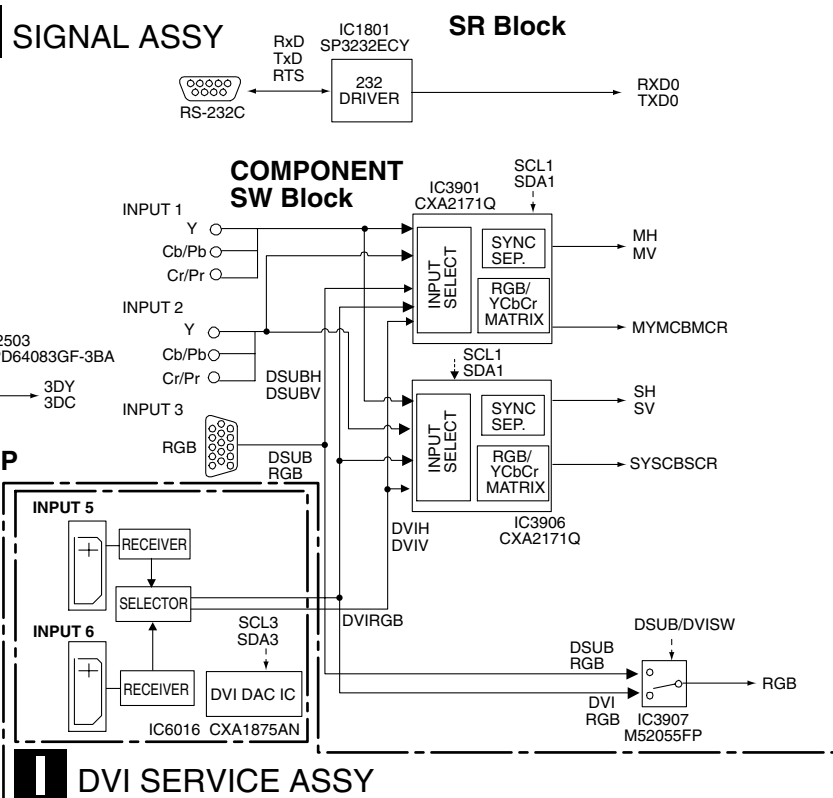 SIGNAL ASSY
SR Block
IC1801
SP3232ECY
RxD
TxD
RTS
232
DRIVER
RS-232C
RXD0
TXD0
COMPONENT
SW Block
IC3901
CXA2171Q
SCL1
SDA1
INPUT 1
Y
Cb/Pb
Cr/Pr
INPUT
SELECT
SYNC
SEP.
RGB/
YCbCr
MATRIX
MH
MV
MYMCBMCR
INPUT 2
Y
Cb/Pb
Cr/Pr
2503
PD64083GF-3BA
3DY
3DC
DSUBH
DSUBV
SCL1
SDA1
INPUT
SELECT
SYNC
SEP.
RGB/
YCbCr
MATRIX
SH
SV
SYSCBSCR
INPUT 3
RGB
DSUB
RGB
IC3906
CXA2171Q
P
DVIH
DVIV
INPUT 5
RECEIVER
SELECTOR
DVIRGB
INPUT 6
RECEIVER
SCL3
SDA3
DVI DAC IC
IC6016 CXA1875AN
DSUB/DVISW
DSUB
RGB
DVI
RGB
RGB
IC3907
M52055FP
I DVI SERVICE ASSY